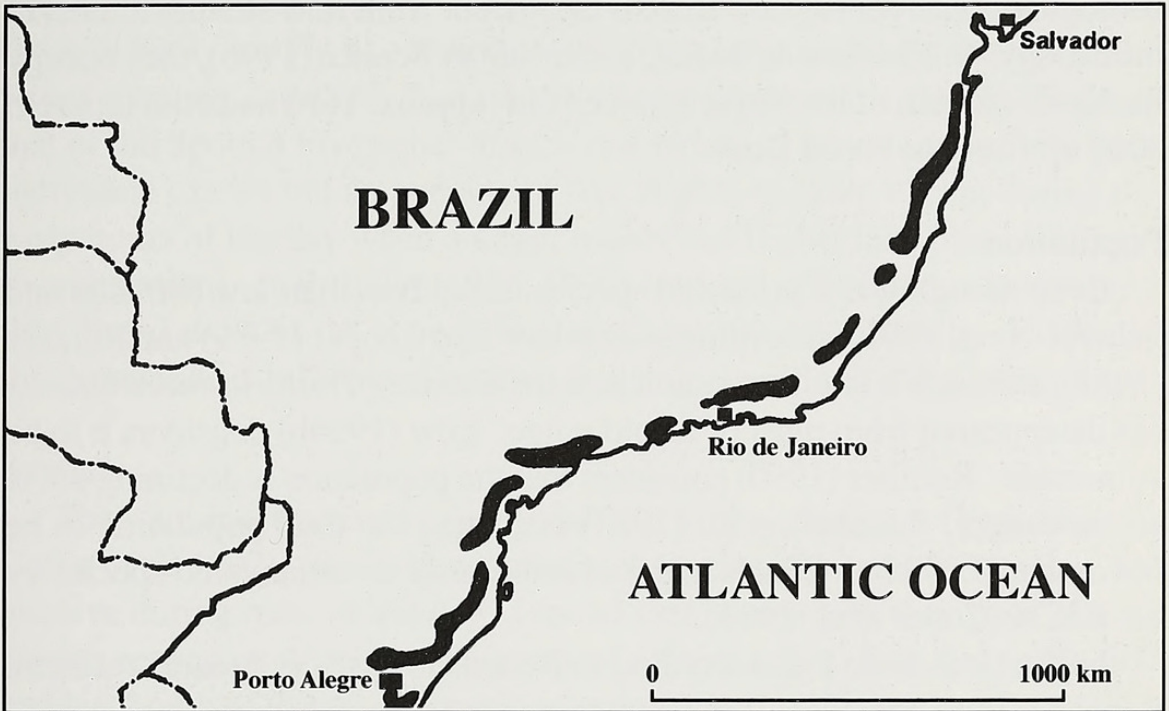 Salvador
BRAZIL
Rio de Janeiro
ATLANTIC OCEAN
Porto Alegre
0 1000 km